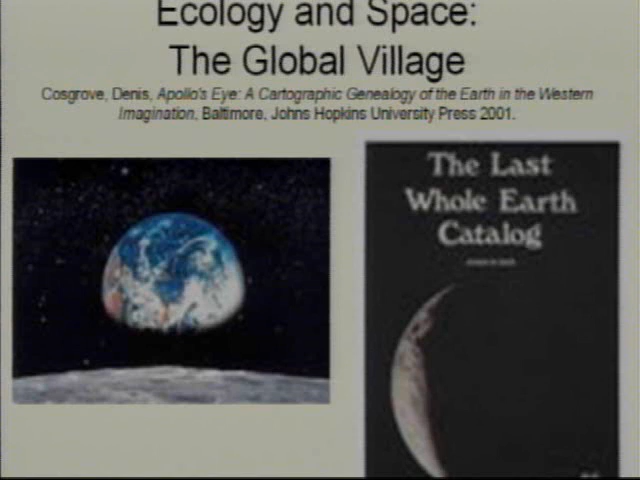 Ecology and Space:
The Global Village
Cosgrove, Denis, Apollo's Eye: A Cartographic Genealogy of the Earth in the Western
Imagination, Baltimore, Johns Hopkins University Press 2001.
The Last
Whole Earth
Catalog